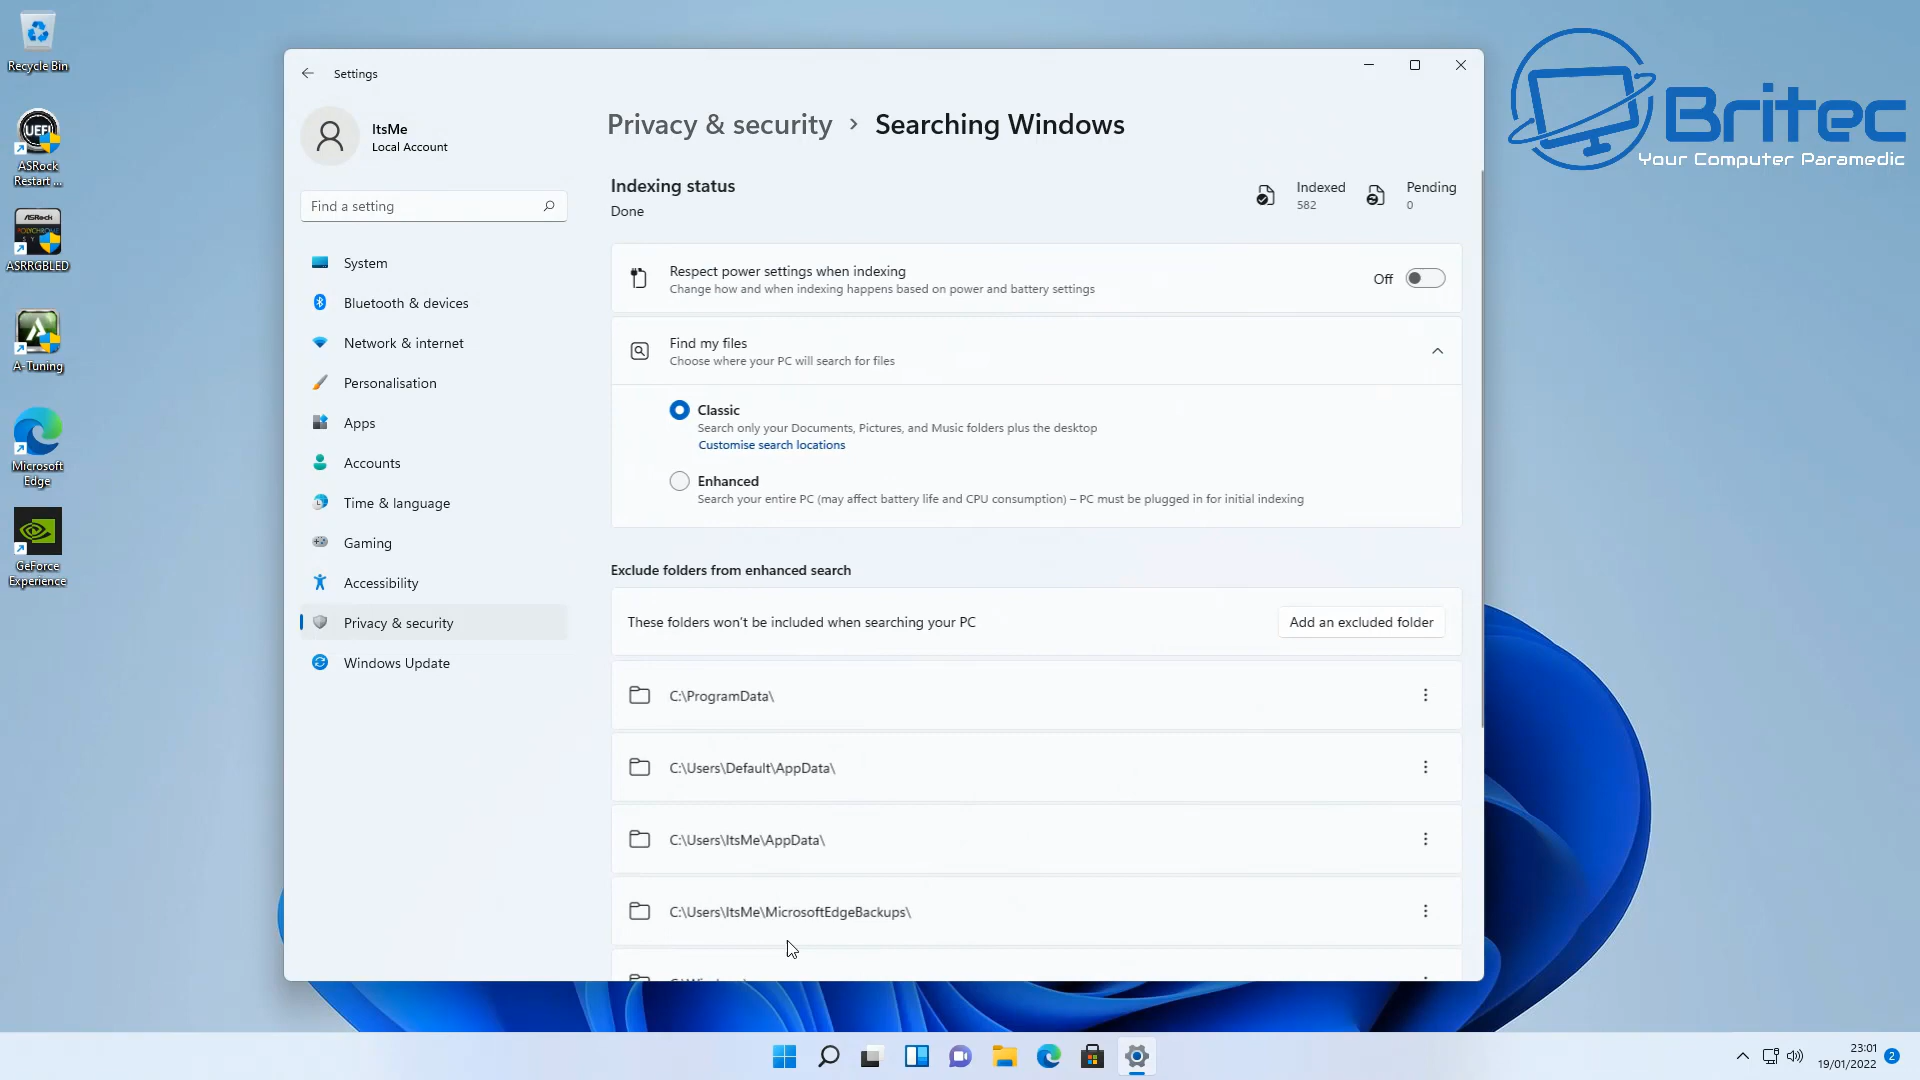 Recycle Bin
ASRock
Restart ...
ASRRGBLED
A-Tuning
Microsoft
Edge
GeForce
Experience
Settings
ItsMe
Local Account
Find a setting
System
Bluetooth & devices
Network & internet
Personalisation
Apps
Accounts
Time & language
Gaming
Accessibility
Privacy & security
Windows Update
Privacy & security > Searching Windows
Indexing status
Done
Indexed
582
Pending
0
Respect power settings when indexing
Change how and when indexing happens based on power and battery settings
Off
Find my files
Choose where your PC will search for files
Classic
Search only your Documents, Pictures, and Music folders plus the desktop
Customise search locations
Enhanced
Search your entire PC (may affect battery life and CPU consumption) – PC must be plugged in for initial indexing
Exclude folders from enhanced search
These folders won't be included when searching your PC
Add an excluded folder
C:\ProgramData\
C:\Users\Default\AppData\
C:\Users\ItsMe\AppData\
C:\Users\ItsMe\MicrosoftEdgeBackups\
Britec
Your Computer Paramedic
UEFI
ASRock
POLYCHROME
23:01
19/01/2022
2